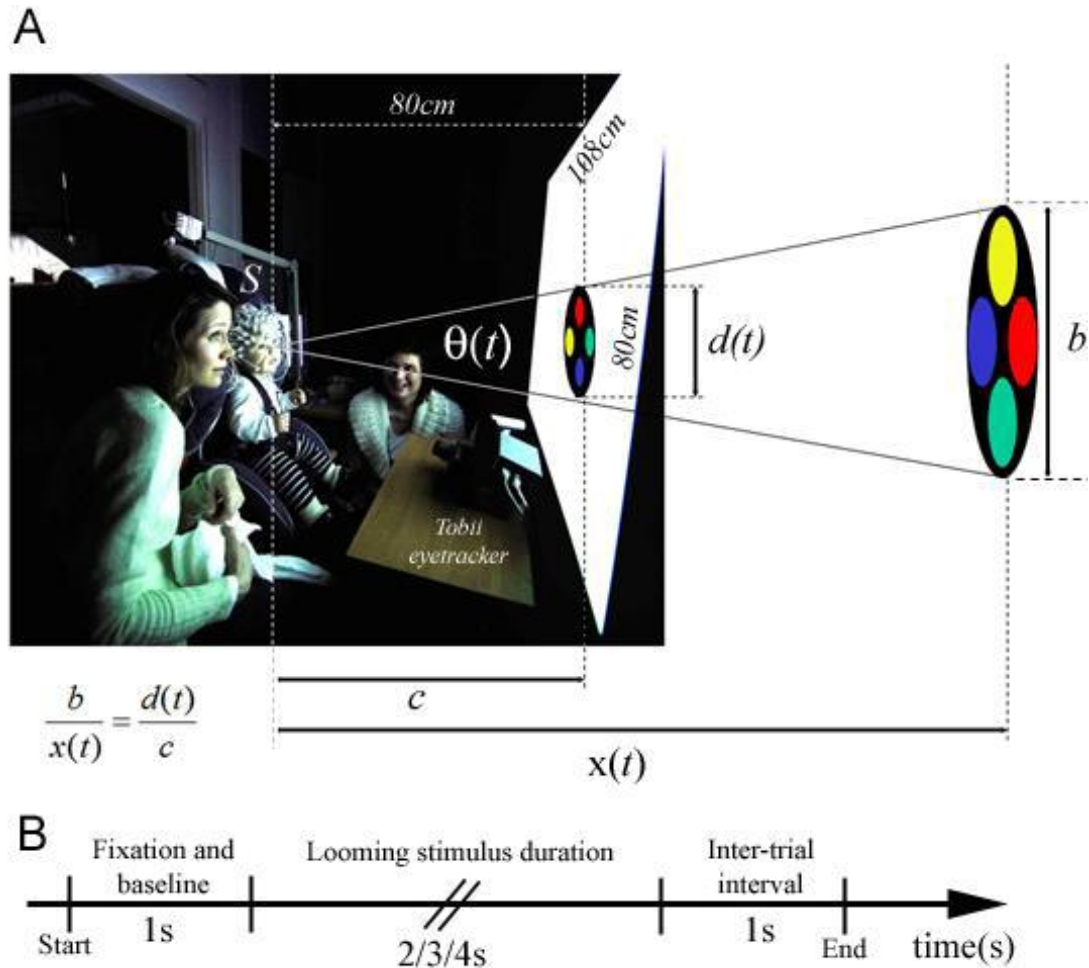 A
80cm
108cm
S
θ(t)
80cm
d(t)
b
Tobii
eyetracker
c
b/x(t) = d(t)/c
x(t)
B
Fixation and
baseline
Looming stimulus duration
Inter-trial
interval
Start
1s
2/3/4s
1s
End
time(s)